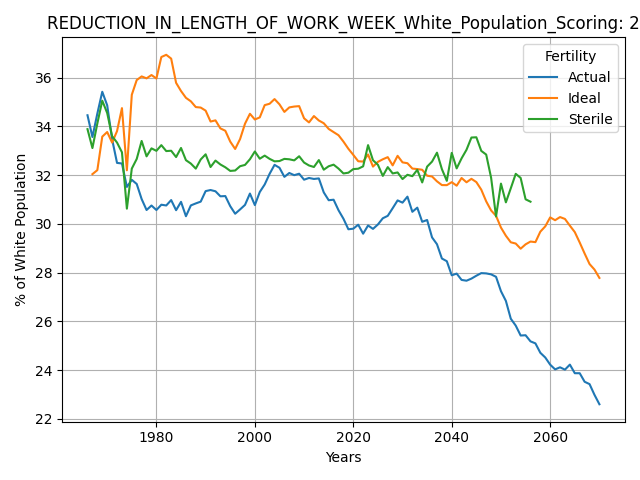 REDUCTION_IN_LENGTH_OF_WORK_WEEK_White_Population_Scoring: 2
Fertility
Actual
Ideal
Sterile
% of White Population
36
34
32
30
28
26
24
22
1980
2000
2020
2040
2060
Years